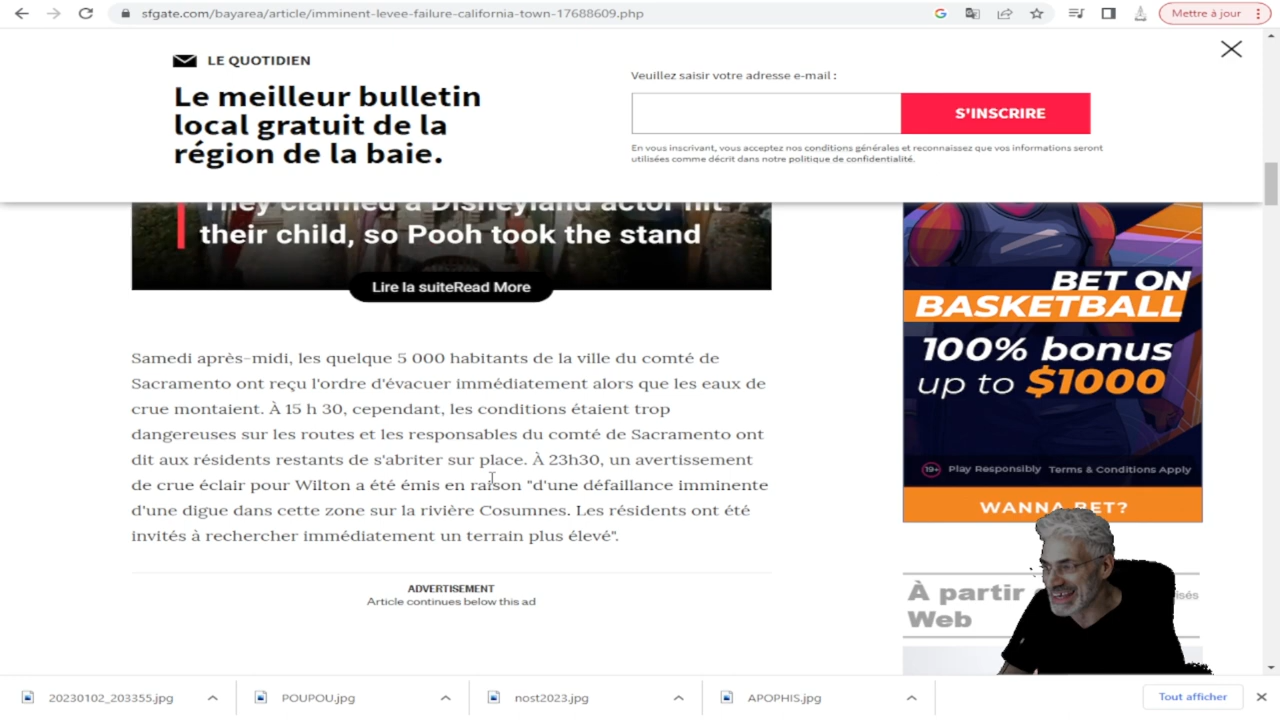 sfgate.com/bayarea/article/imminent-levee-failure-california-town-17688609.php
Mettre à jour
LE QUOTIDIEN
Le meilleur bulletin
local gratuit de la
région de la baie.
Veuillez saisir votre adresse e-mail :
S'INSCRIRE
En vous inscrivant, vous acceptez nos conditions générales et reconnaissez que vos informations seront
utilisées comme décrit dans notre politique de confidentialité.
They claimed a Disneyland actor hit
their child, so Pooh took the stand
Lire la suiteRead More
Samedi après-midi, les quelque 5 000 habitants de la ville du comté de
Sacramento ont reçu l'ordre d'évacuer immédiatement alors que les eaux de
crue montaient. À 15 h 30, cependant, les conditions étaient trop
dangereuses sur les routes et les responsables du comté de Sacramento ont
dit aux résidents restants de s'abriter sur place. À 23h30, un avertissement
de crue éclair pour Wilton a été émis en raison "d'une défaillance imminente
d'une digue dans cette zone sur la rivière Cosumnes. Les résidents ont été
invités à rechercher immédiatement un terrain plus élevé".
ADVERTISEMENT
Article continues below this ad
BET ON
BASKETBALL
100% bonus
up to $1000
19+ Play Responsibly Terms & Conditions Apply
WANNA BET?
À partir
Web
20230102_203355.jpg
POUPOU.jpg
nost2023.jpg
APOPHIS.jpg
Tout afficher